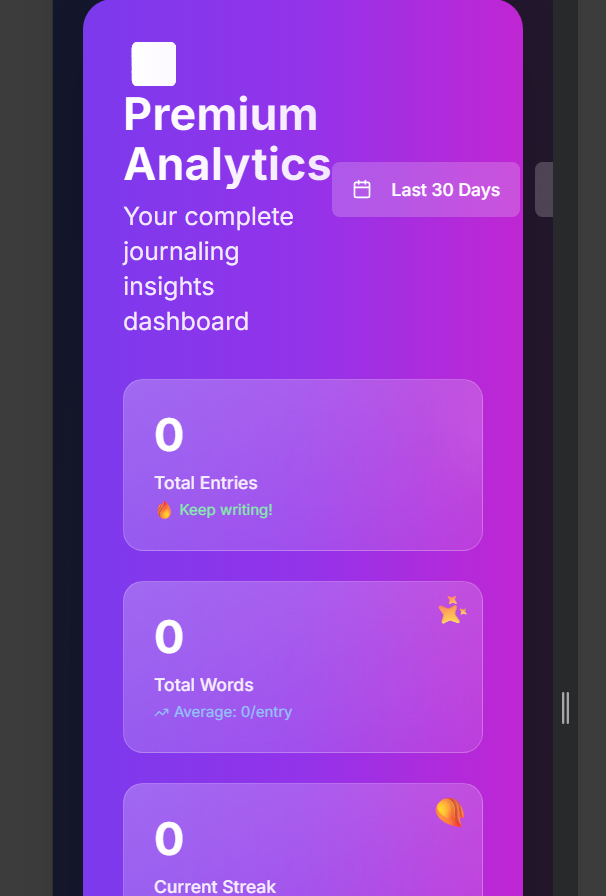 Premium
Analytics
Last 30 Days
Your complete
journaling
insights
dashboard
0
Total Entries
🔥 Keep writing!
0
Total Words
Average: 0/entry
0
Current Streak